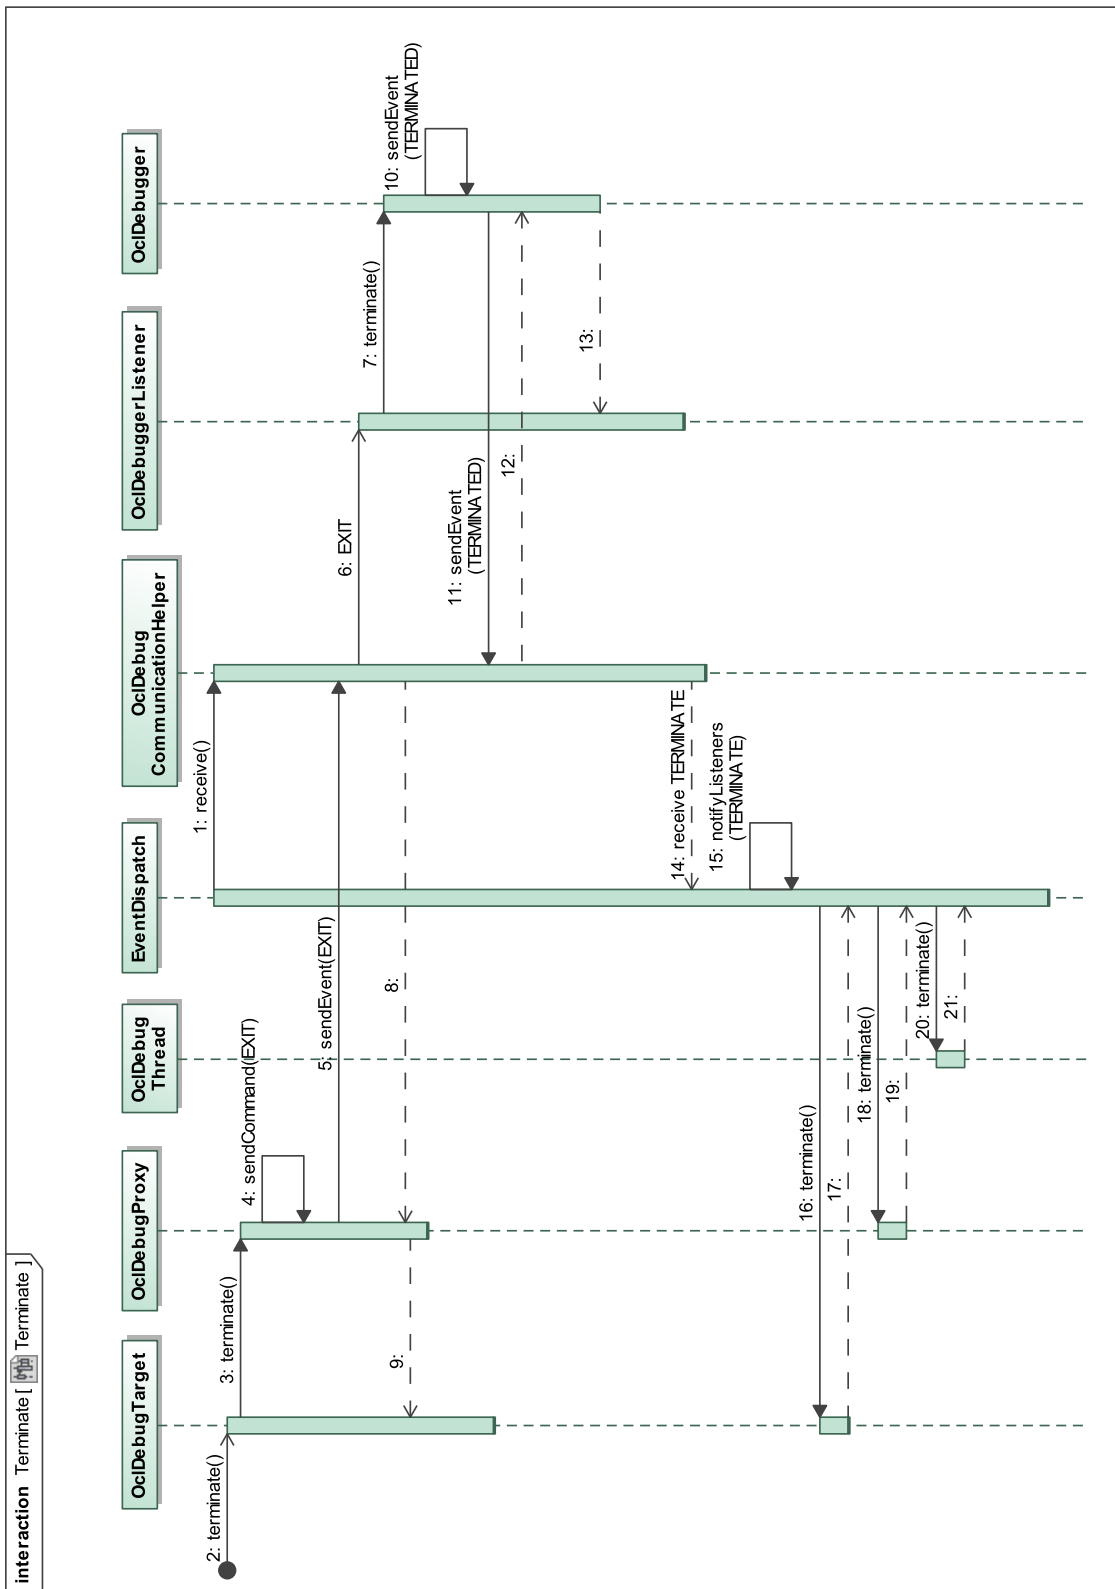 interaction Terminate [ Terminate ]
OclDebugTarget
OclDebugProxy
OclDebug
Thread
EventDispatch
OclDebug
CommunicationHelper
OclDebuggerListener
OclDebugger
1: receive()
2: terminate()
3: terminate()
4: sendCommand(EXIT)
5: sendEvent(EXIT)
6: EXIT
7: terminate()
8:
9:
10: sendEvent
(TERMINATED)
11: sendEvent
(TERMINATED)
12:
13:
14: receive TERMINATE
15: notifyListeners
(TERMINATE)
16: terminate()
17:
18: terminate()
19:
20: terminate()
21: